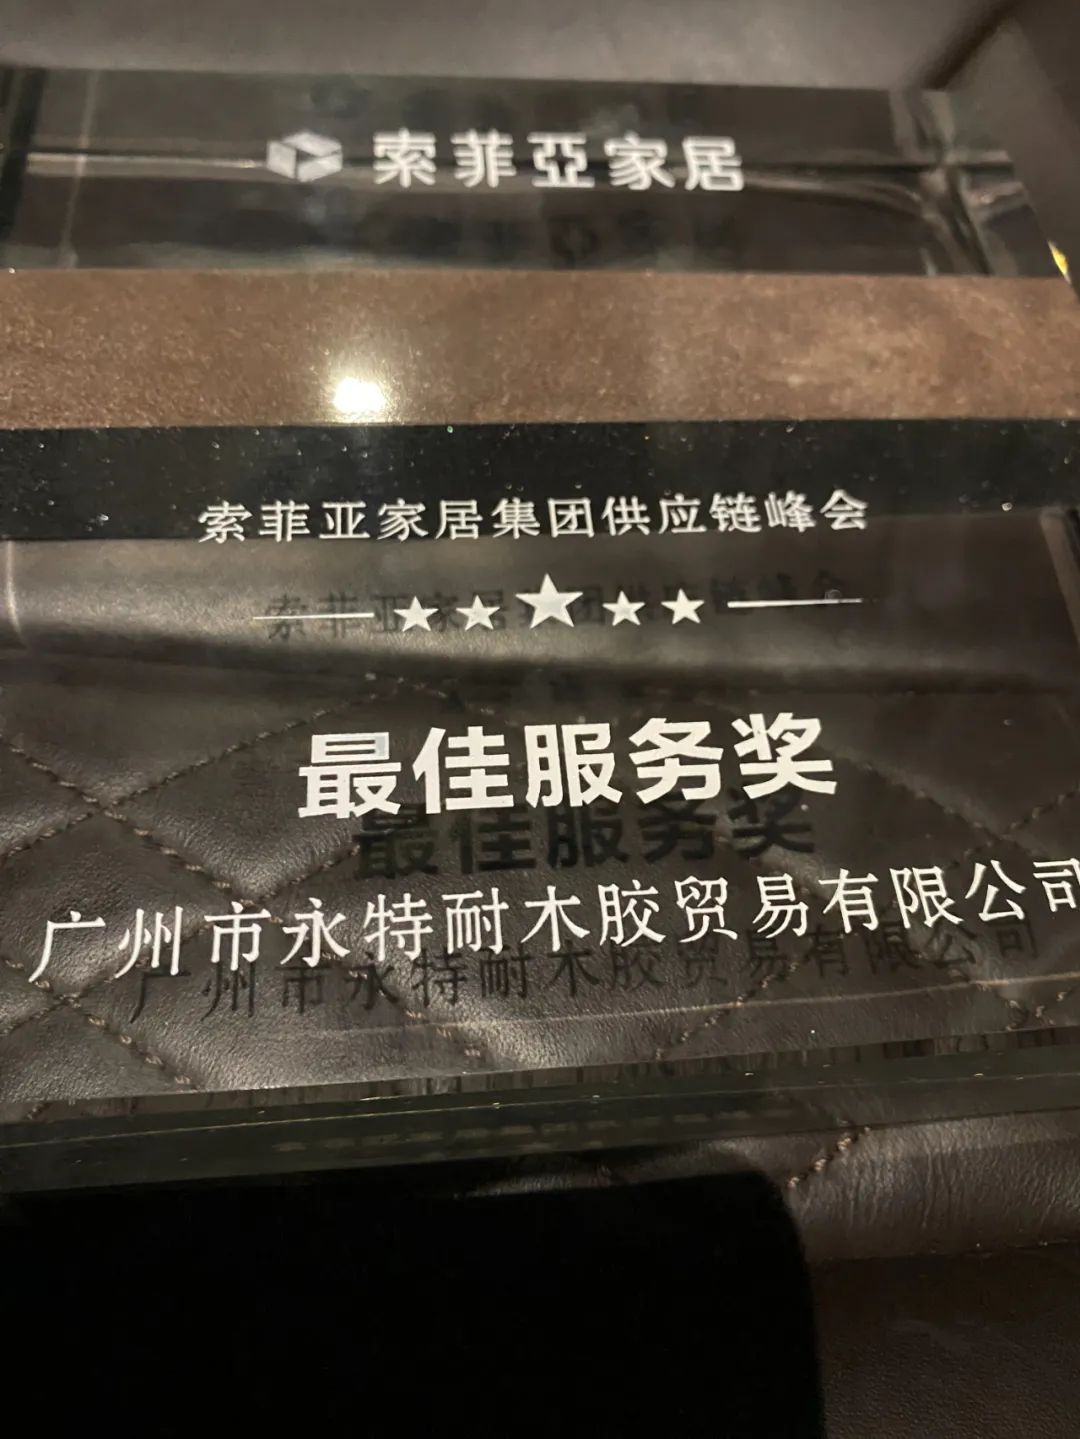 索菲亞家居
索菲亚家居集团供应链峰会
最佳服务奖
广州市永特耐木胶贸易有限公司